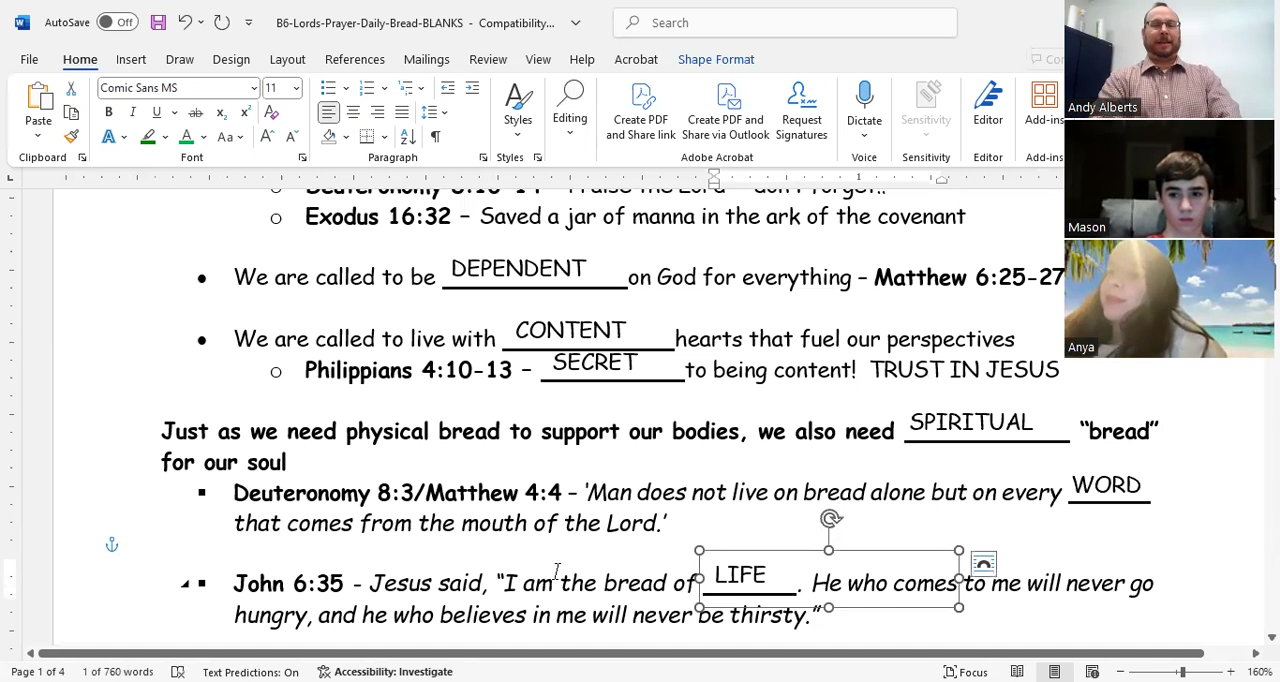 AutoSave Off B6-Lords-Prayer-Daily-Bread-BLANKS - Compatibility... Search
File Home Insert Draw Design Layout References Mailings Review View Help Acrobat Shape Format
Comic Sans MS 11
Paste Styles Editing Create PDF and Share link Create PDF and Share via Outlook Request Signatures Dictate Sensitivity Editor Add-ins
Clipboard Font Paragraph Styles Adobe Acrobat Voice Sensitivity Editor Add-ins
Andy Alberts
Mason
Anya
1
o Exodus 16:32 – Saved a jar of manna in the ark of the covenant
• We are called to be DEPENDENT on God for everything – Matthew 6:25-27
• We are called to live with CONTENT hearts that fuel our perspectives
o Philippians 4:10-13 – SECRET to being content! TRUST IN JESUS
Just as we need physical bread to support our bodies, we also need SPIRITUAL “bread”
for our soul
▪ Deuteronomy 8:3/Matthew 4:4 – ‘Man does not live on bread alone but on every WORD
that comes from the mouth of the Lord.’
▪ John 6:35 - Jesus said, “I am the bread of LIFE. He who comes to me will never go
hungry, and he who believes in me will never be thirsty.”
Page 1 of 4 1 of 760 words Text Predictions: On Accessibility: Investigate Focus 160%